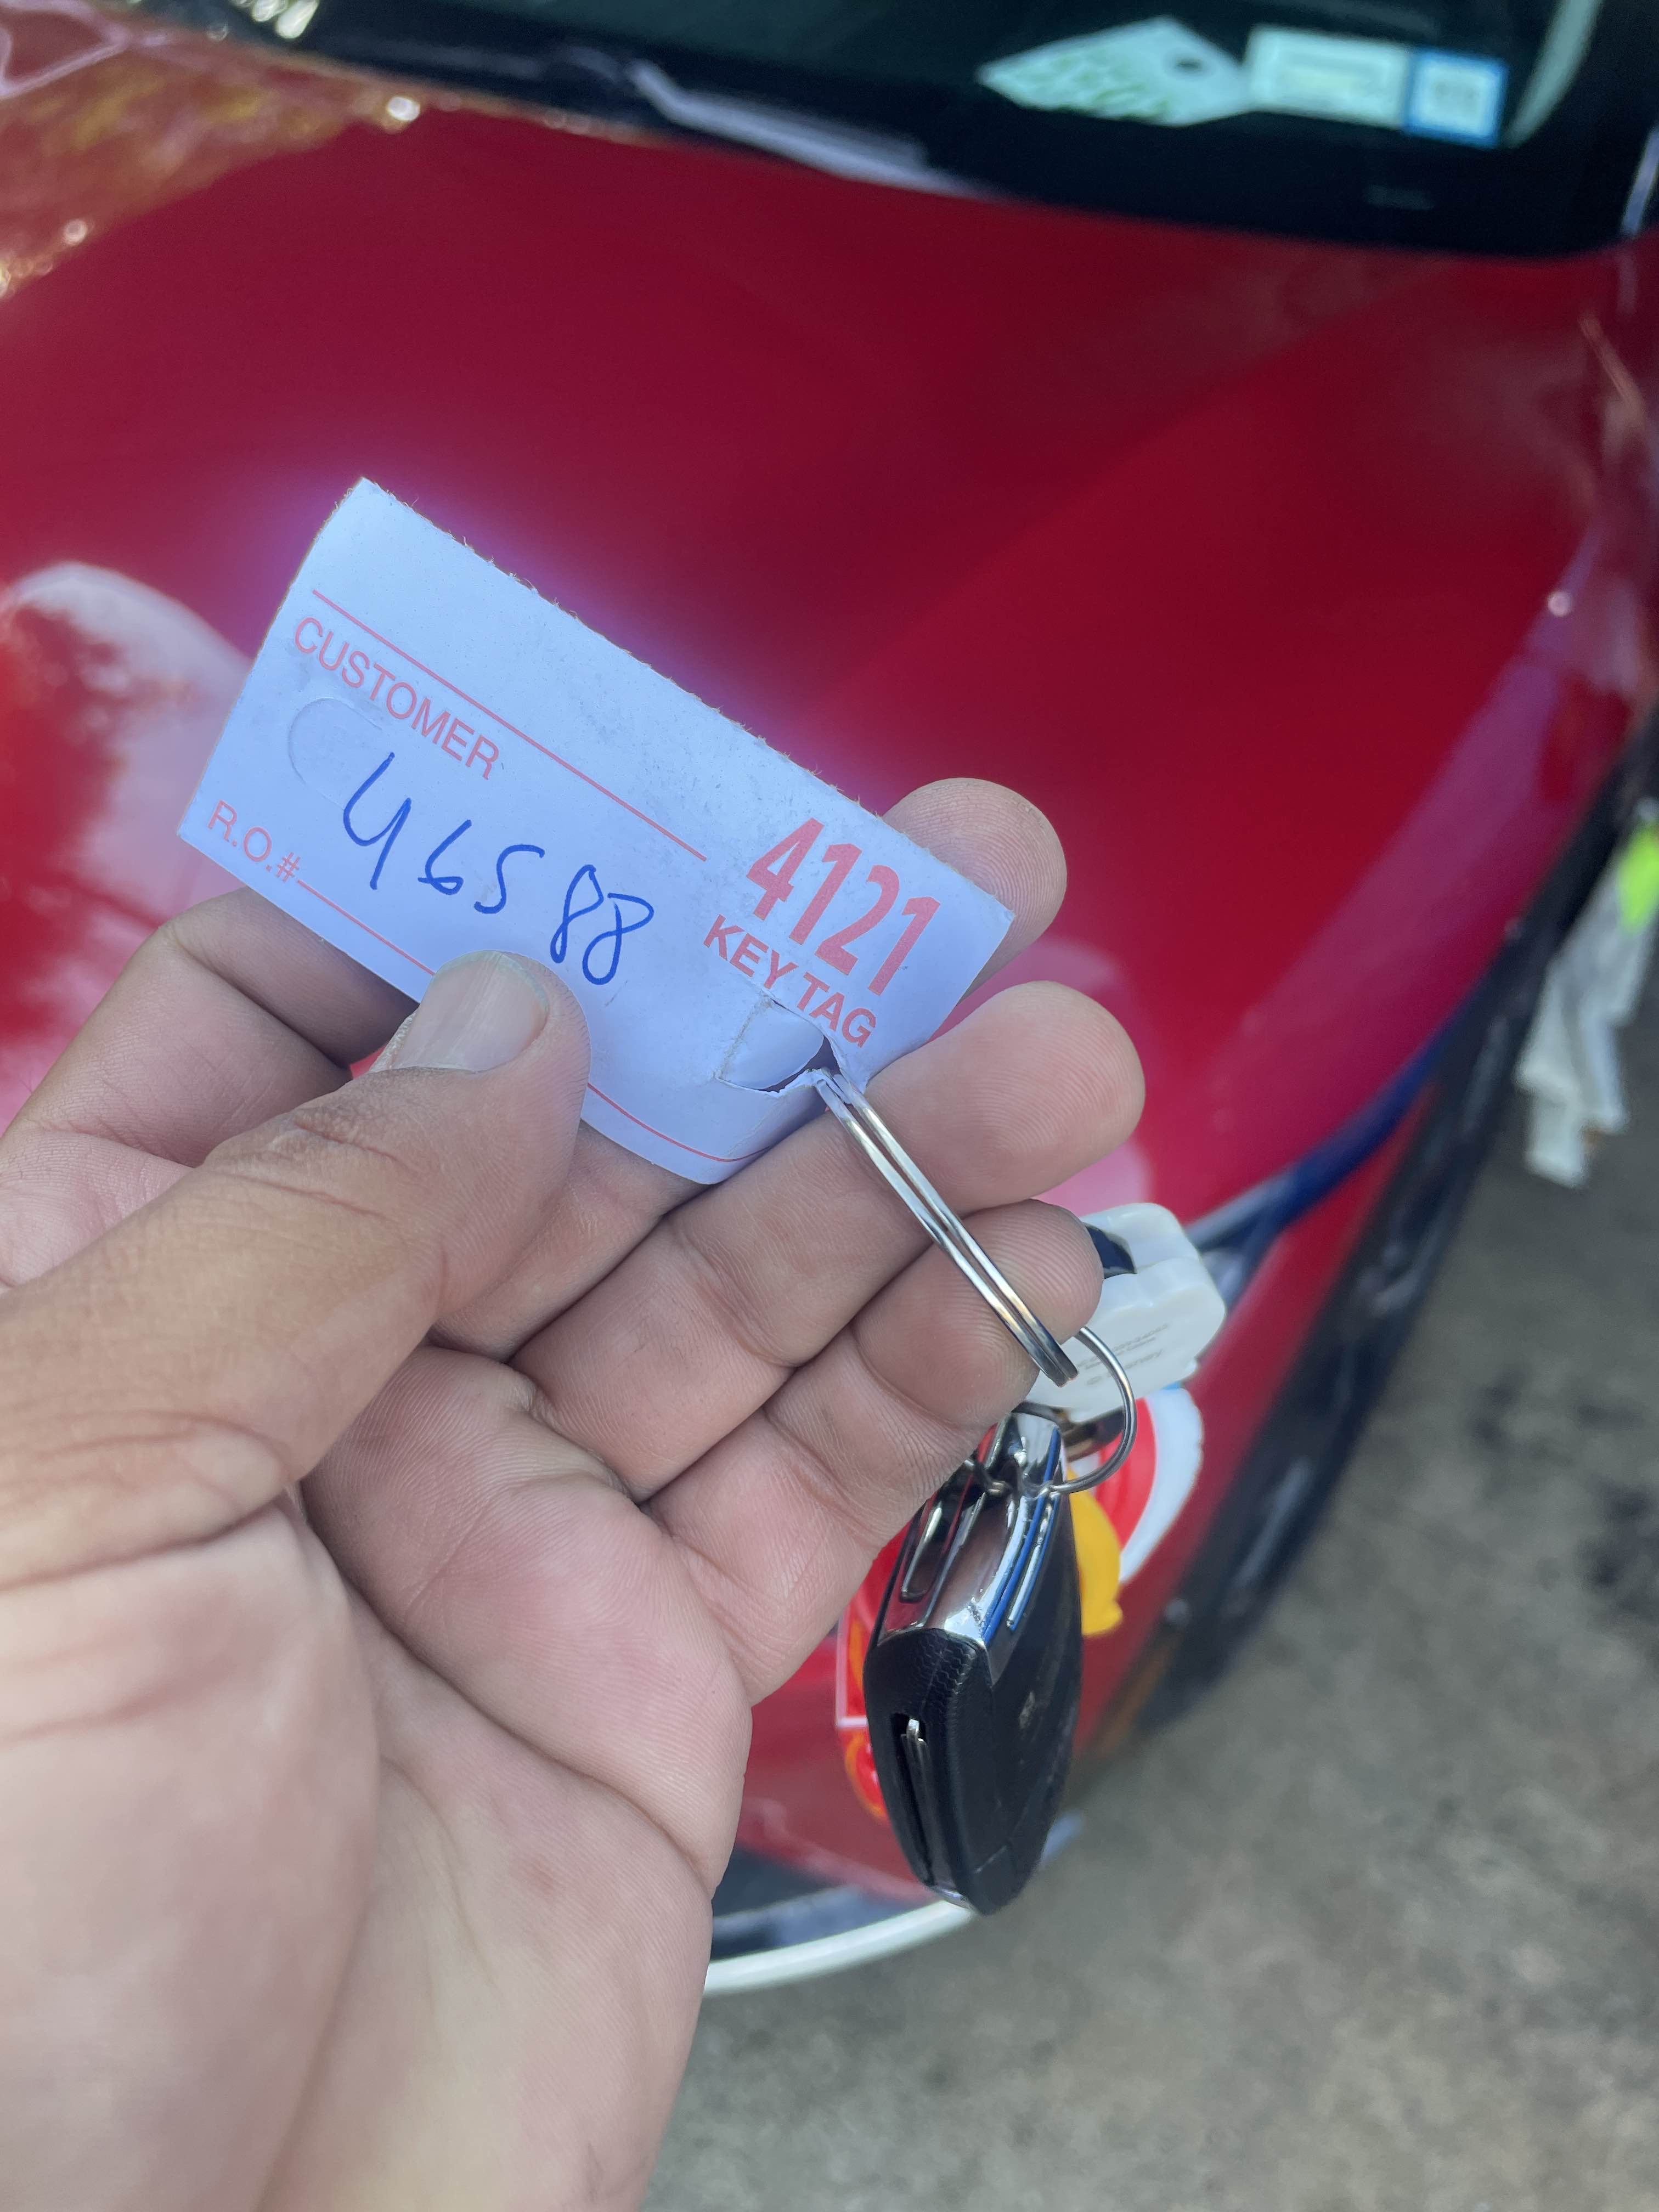 CUSTOMER
46588
R.O.#
4121
KEY TAG